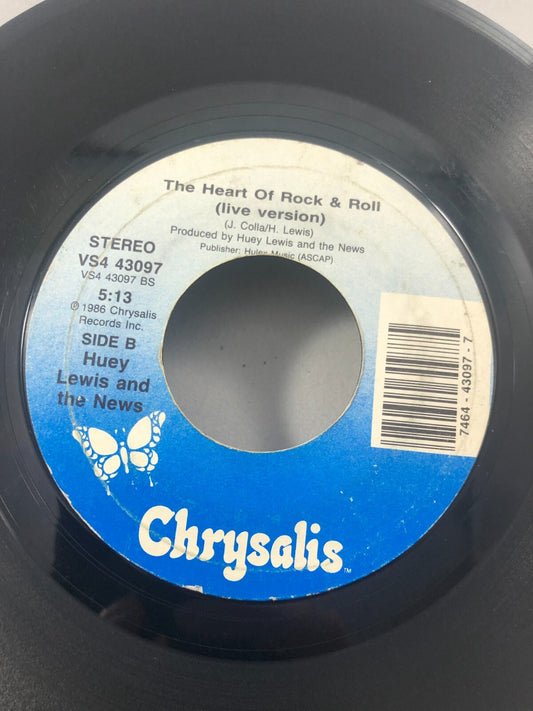 The Heart Of Rock & Roll
(live version)
(J. Colla/H. Lewis)
Produced by Huey Lewis and the News
Publisher: Hulex Music (ASCAP)
STEREO
VS4 43097
VS4 43097 BS
5:13
℗ 1986 Chrysalis
Records Inc.
SIDE B
Huey
Lewis and
the News
7464 - 43097 - 7
Chrysalis™